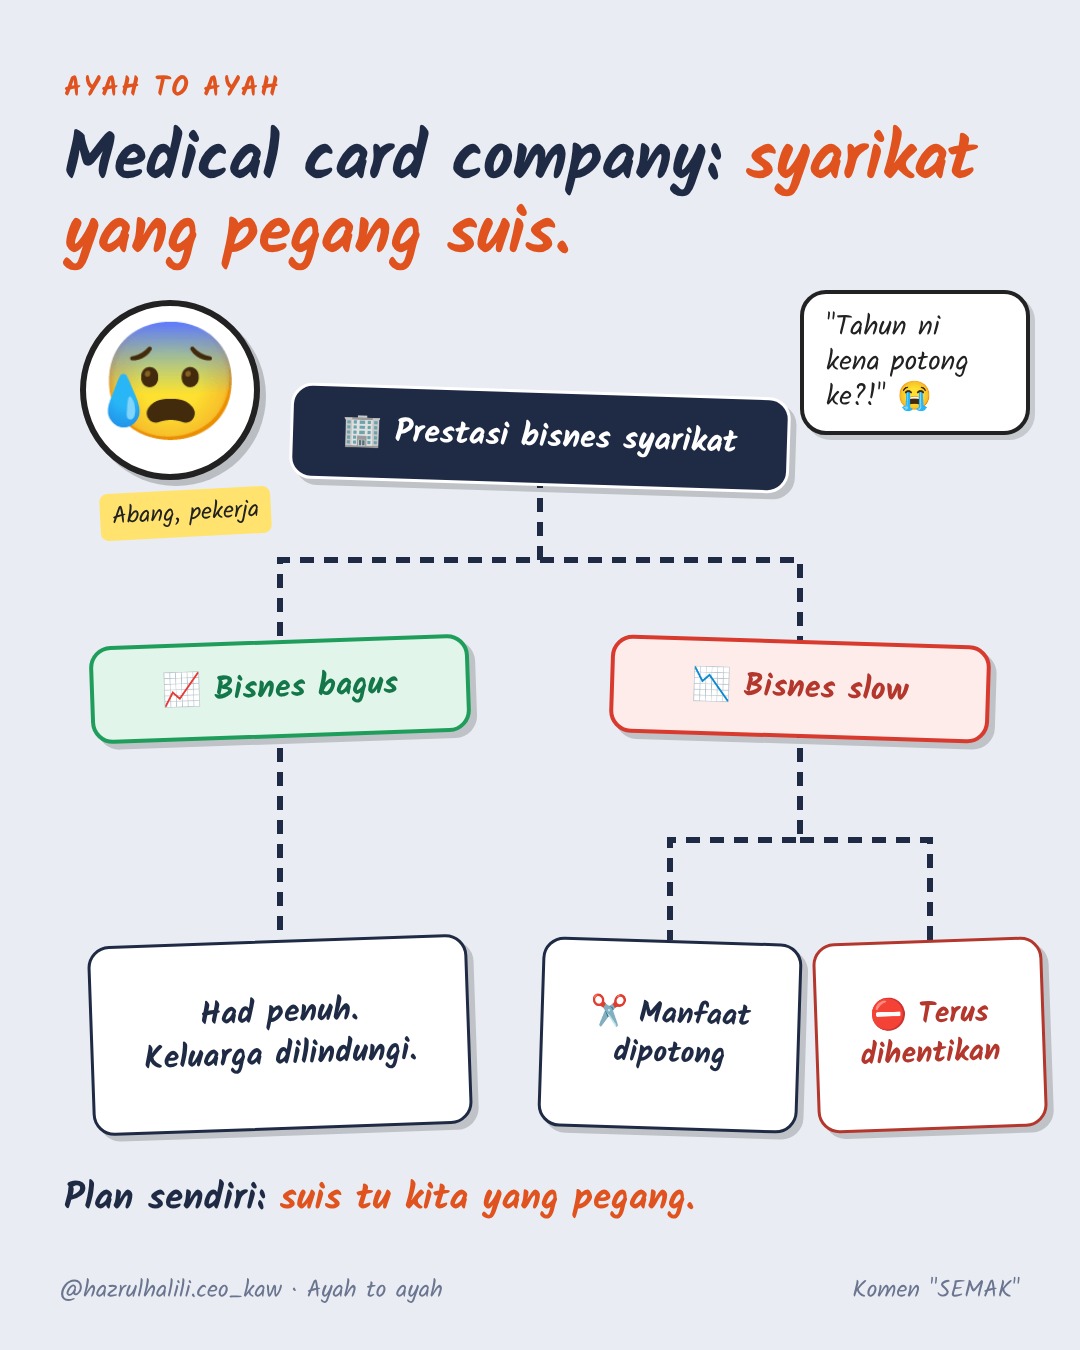 AYAH TO AYAH
Medical card company: syarikat
yang pegang suis.
"Tahun ni
kena potong
ke?!" 😭
🏢 Prestasi bisnes syarikat
Abang, pekerja
📈 Bisnes bagus
📉 Bisnes slow
Had penuh.
Keluarga dilindungi.
✂️ Manfaat
dipotong
⛔ Terus
dihentikan
Plan sendiri: suis tu kita yang pegang.
@hazrulhalili.ceo_kaw · Ayah to ayah
Komen "SEMAK"